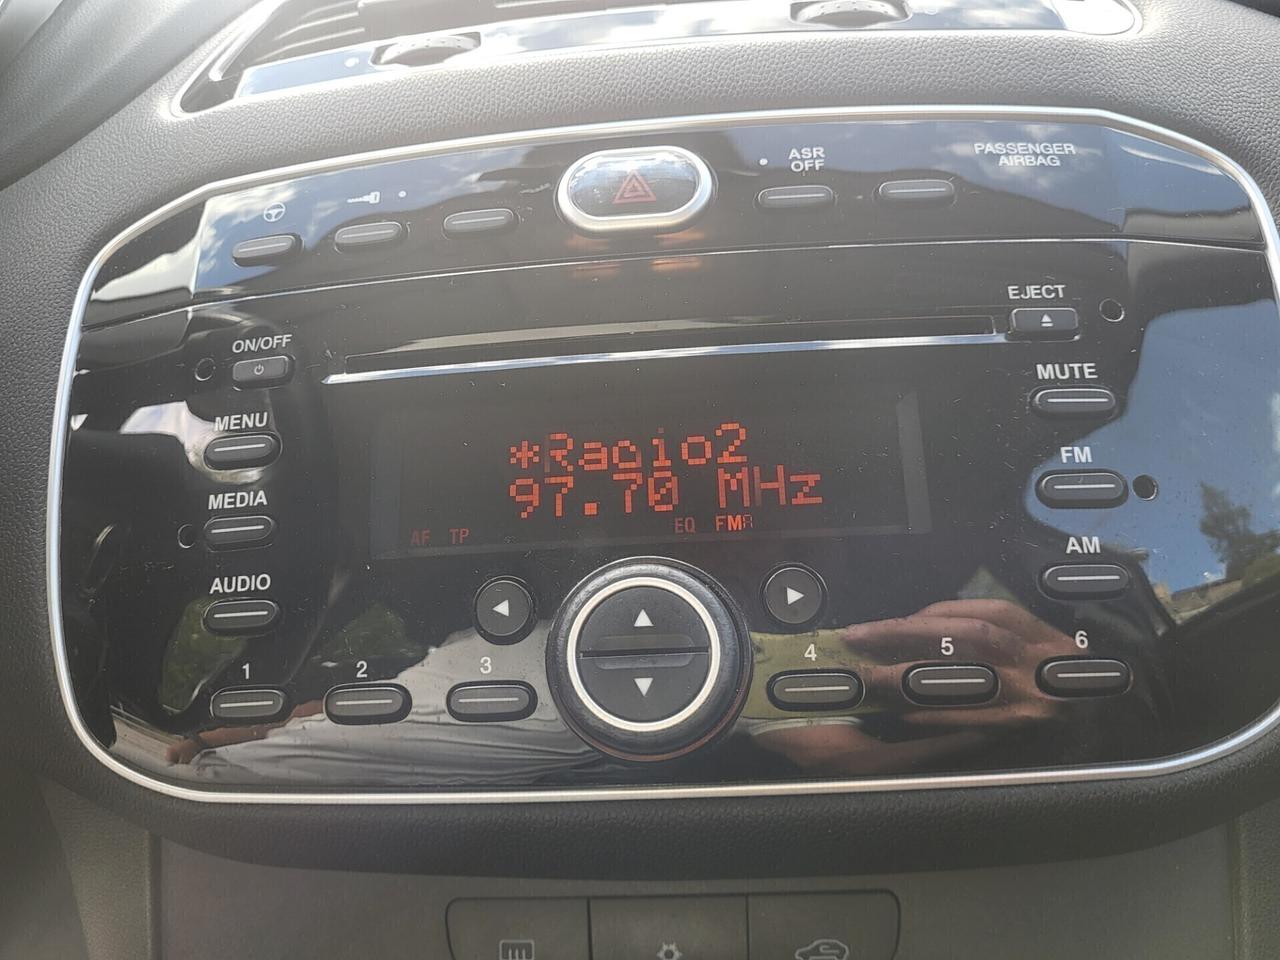 ASR
OFF
PASSENGER
AIRBAG
EJECT
ON/OFF
MENU
MUTE
MEDIA
FM
AUDIO
AM
*Radio2
97.70 MHz
AF TP EQ FMA
1 2 3 4 5 6